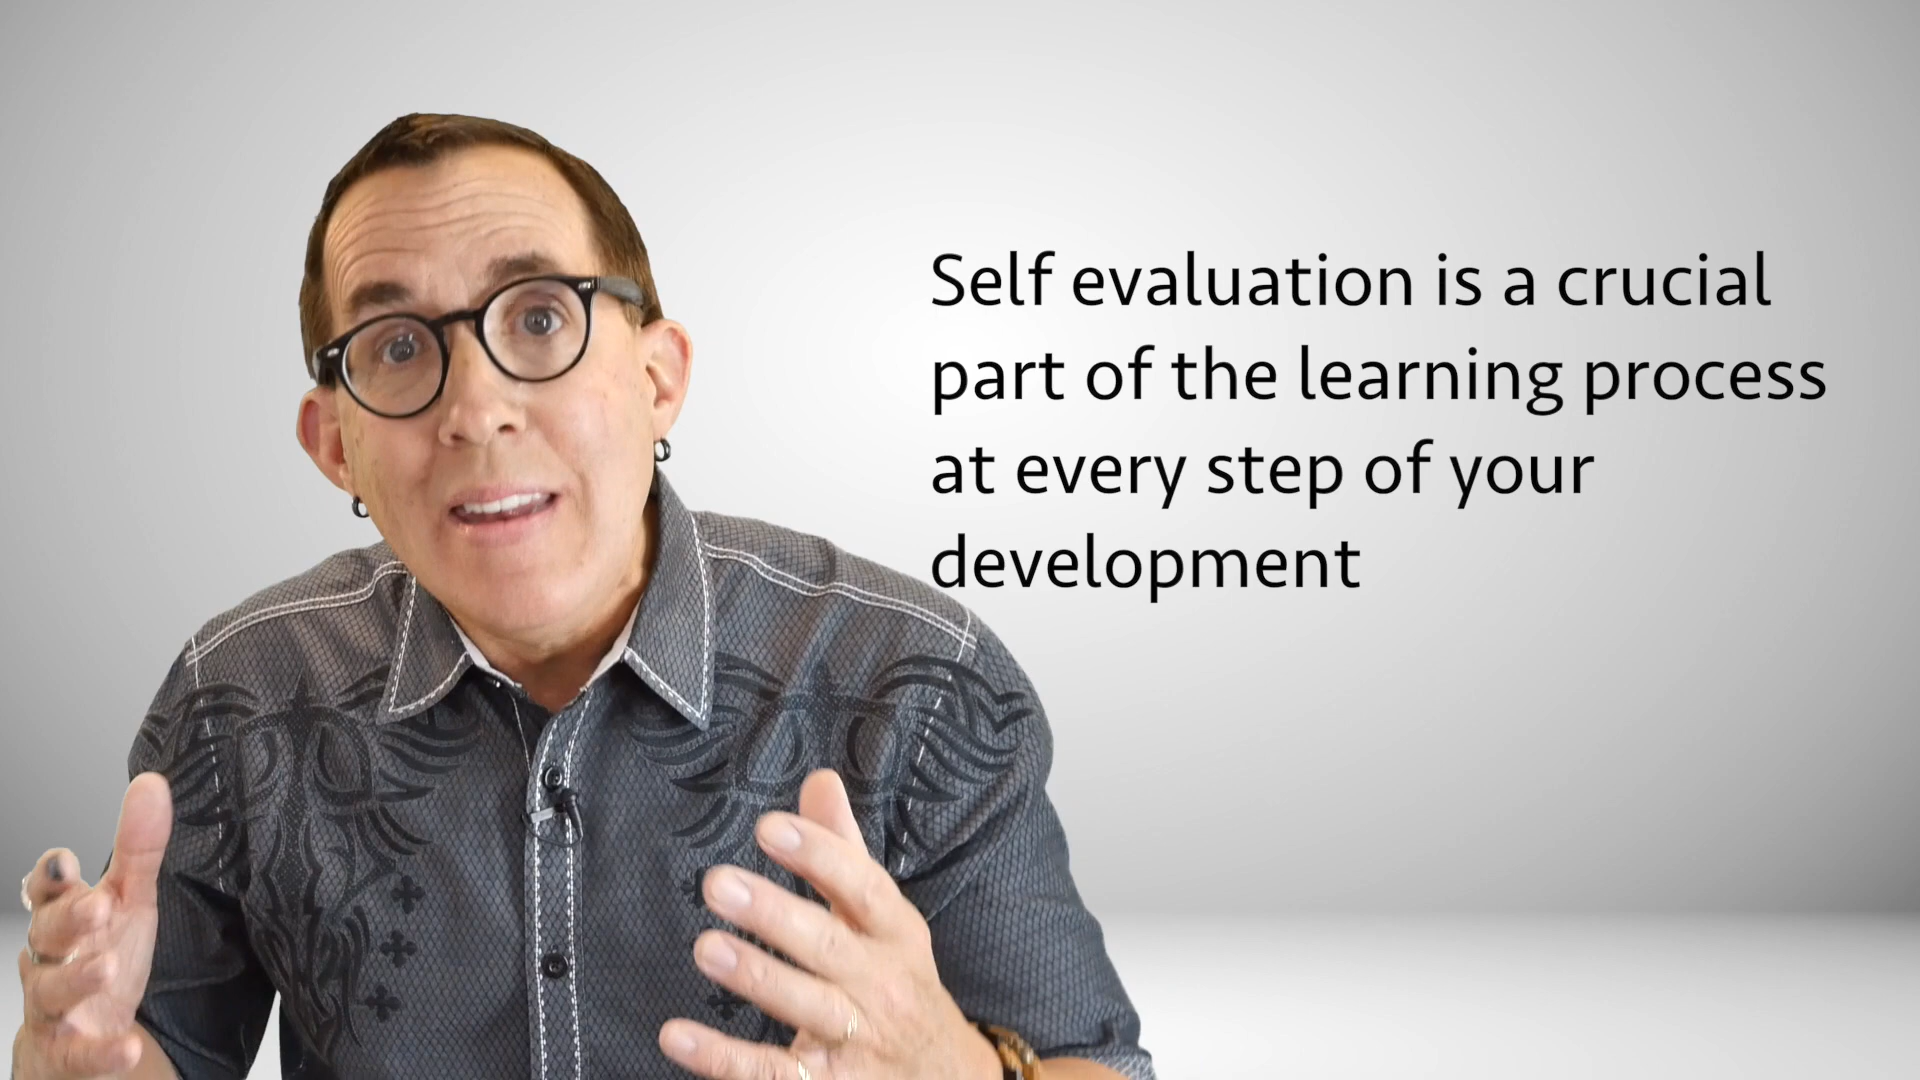 Self evaluation is a crucial
part of the learning process
at every step of your
development